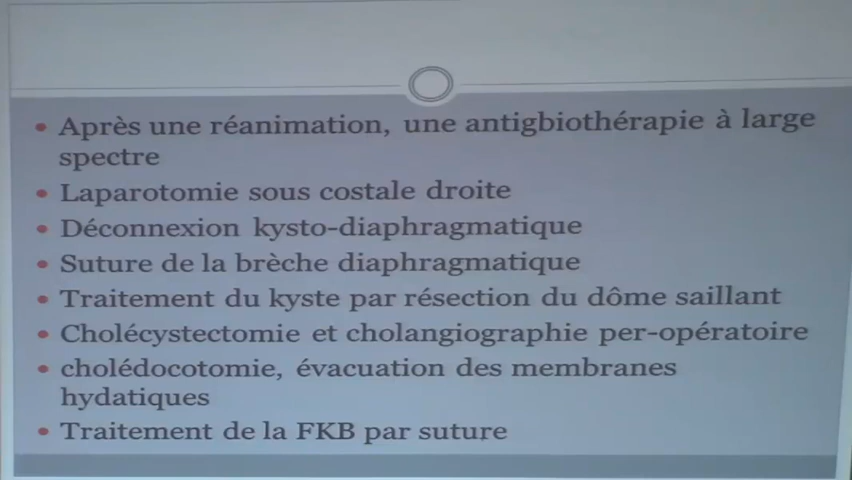 • Après une réanimation, une antigbiothérapie à large
spectre
• Laparotomie sous costale droite
• Déconnexion kysto-diaphragmatique
• Suture de la brèche diaphragmatique
• Traitement du kyste par résection du dôme saillant
• Cholécystectomie et cholangiographie per-opératoire
• cholédocotomie, évacuation des membranes
hydatiques
• Traitement de la FKB par suture